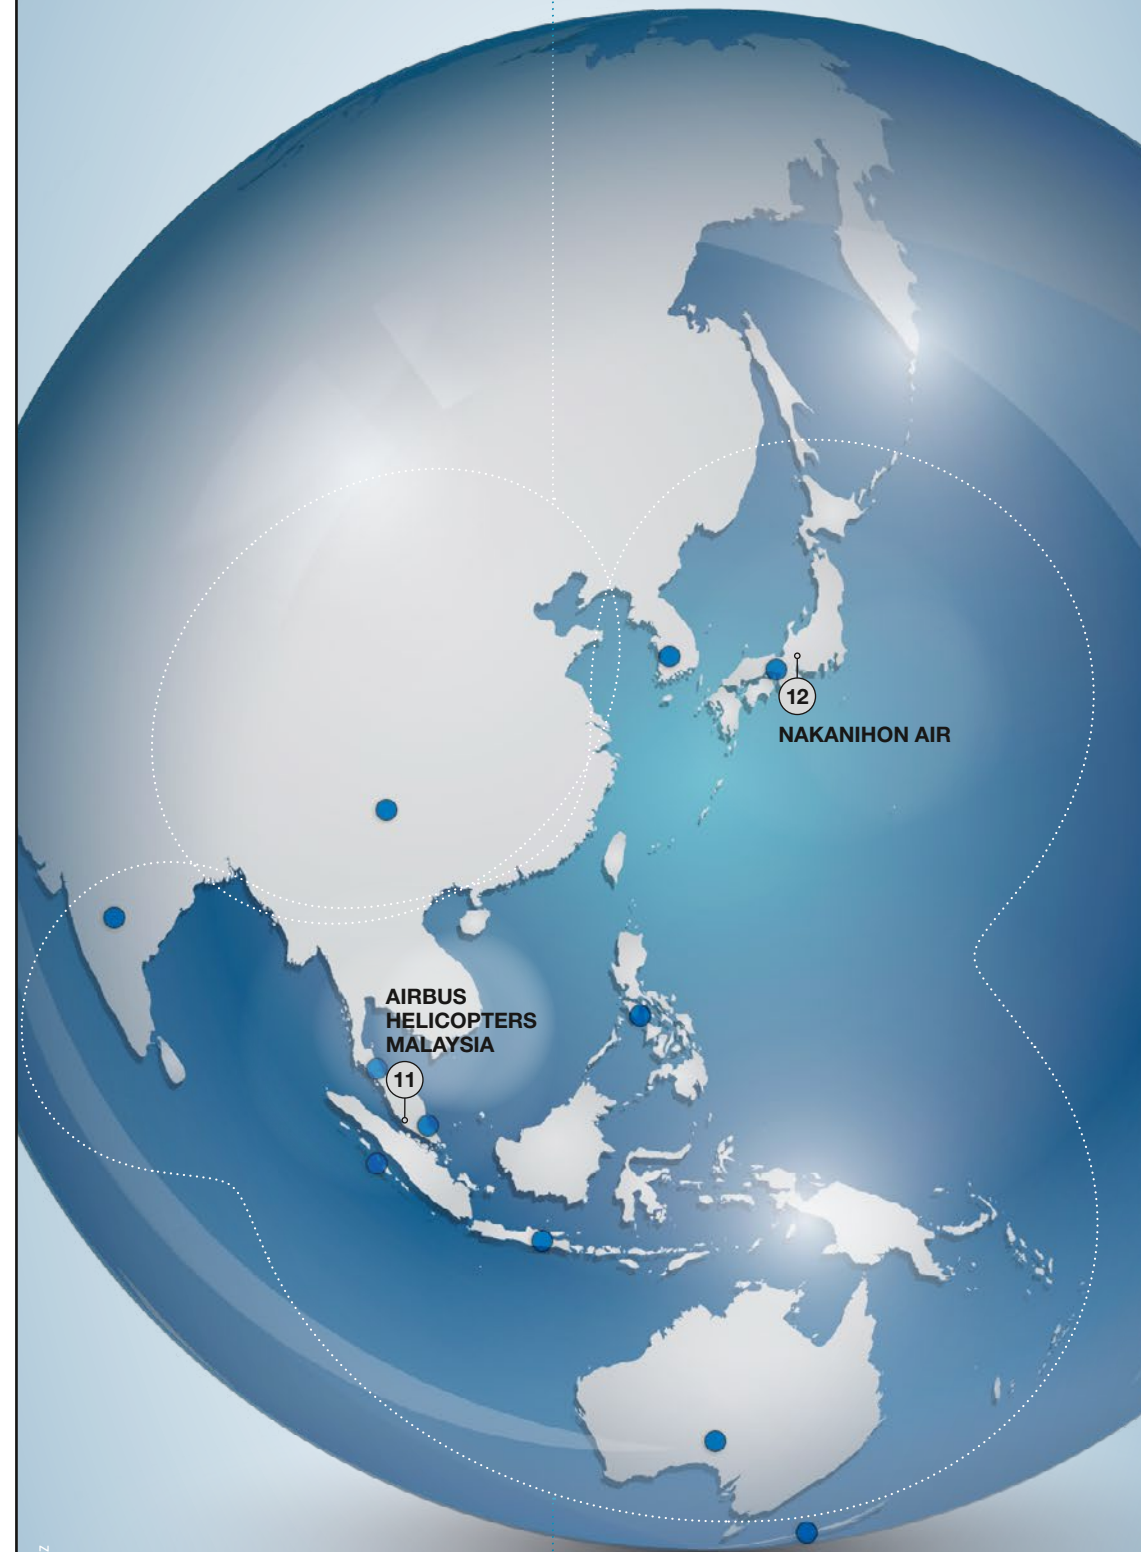 12
NAKANIHON AIR
AIRBUS
HELICOPTERS
MALAYSIA
11
z